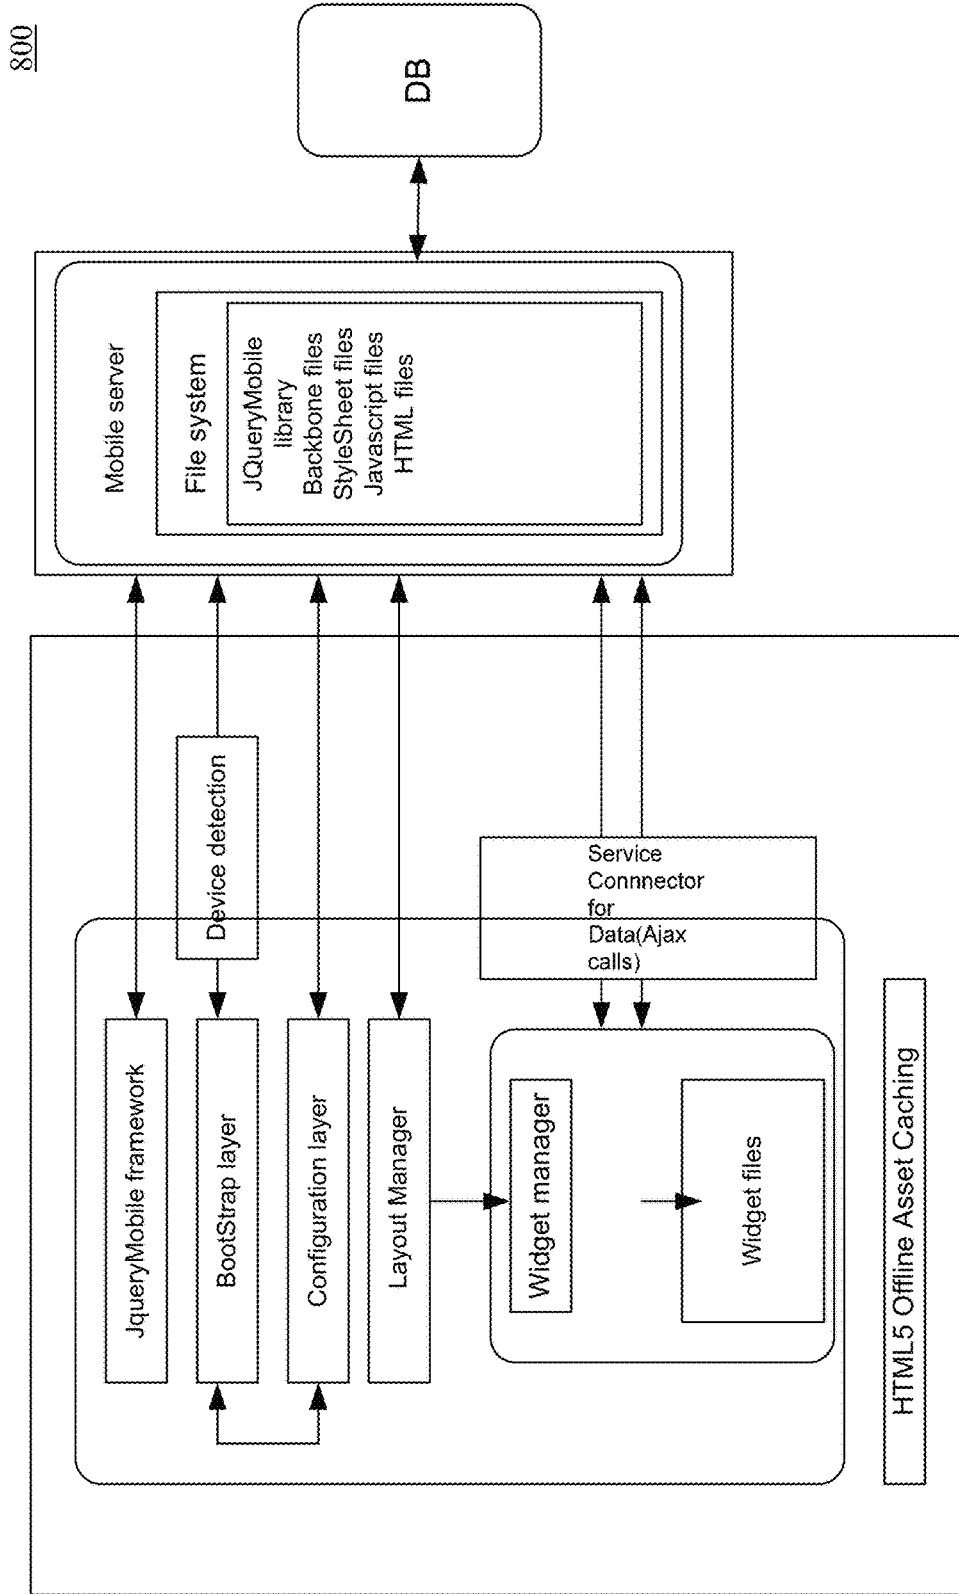 800
DB
Mobile server
File system
JQueryMobile
library
Backbone files
StyleSheet files
Javascript files
HTML files
Device detection
Service
Connnector
for
Data(Ajax
calls)
JqueryMobile framework
BootStrap layer
Configuration layer
Layout Manager
Widget manager
Widget files
HTML5 Offline Asset Caching